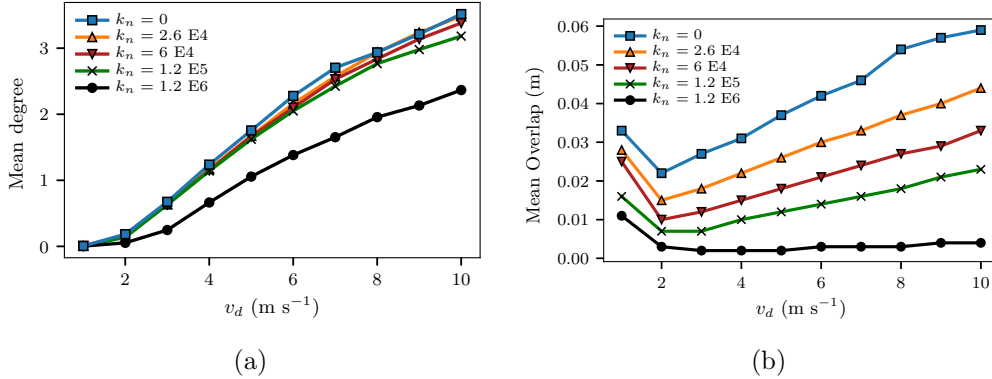 k_n = 0
k_n = 2.6 E4
k_n = 6 E4
k_n = 1.2 E5
k_n = 1.2 E6
Mean degree
3
2
1
0
2 4 6 8 10
v_d (m s⁻¹)
(a)
k_n = 0
k_n = 2.6 E4
k_n = 6 E4
k_n = 1.2 E5
k_n = 1.2 E6
Mean Overlap (m)
0.06
0.05
0.04
0.03
0.02
0.01
0.00
2 4 6 8 10
v_d (m s⁻¹)
(b)